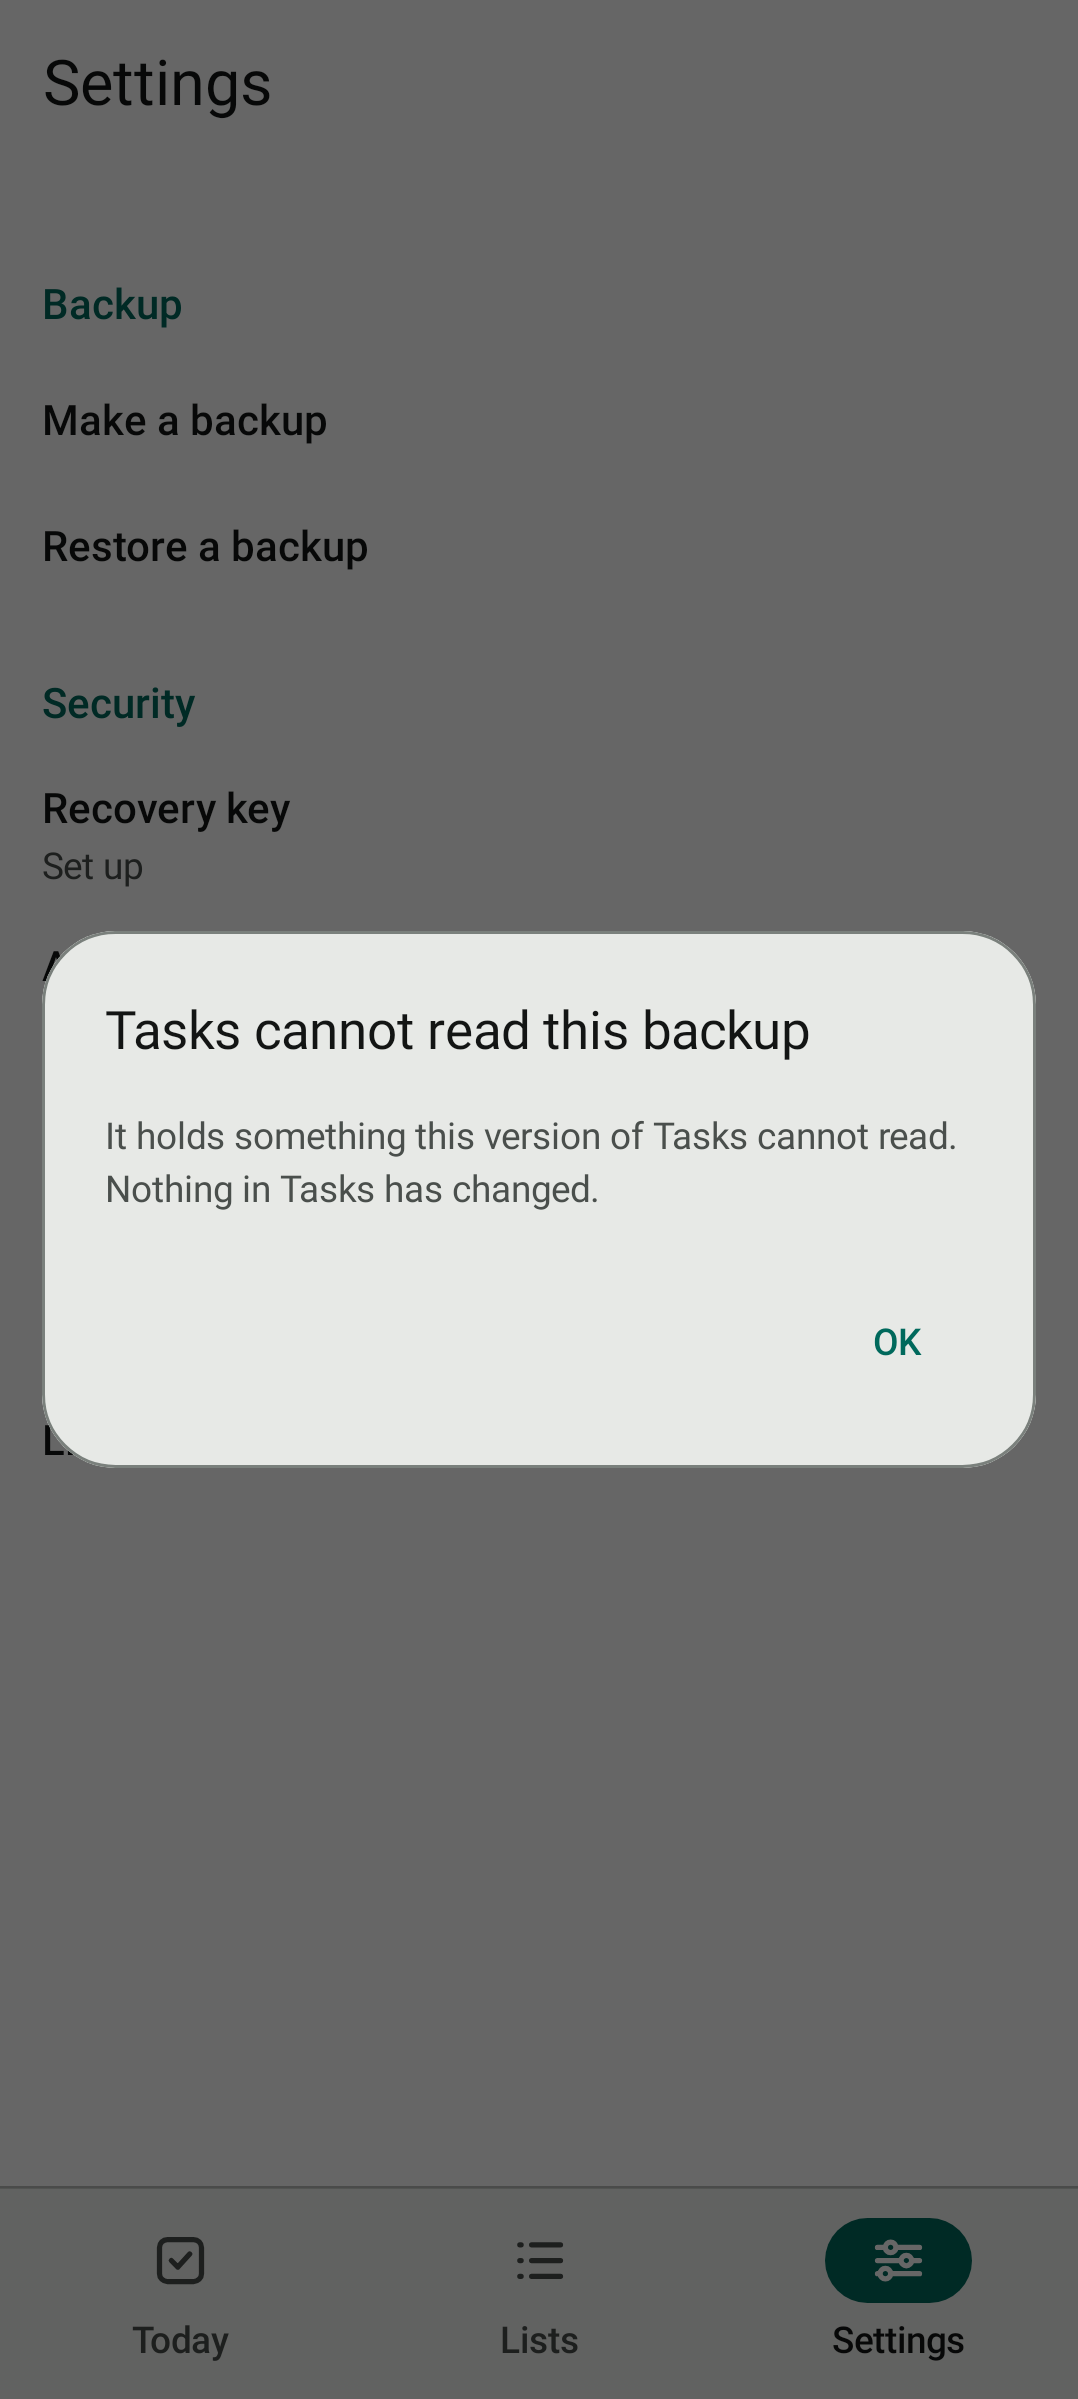 Settings
Backup
Make a backup
Restore a backup
Security
Recovery key
Set up
Tasks cannot read this backup
It holds something this version of Tasks cannot read.
Nothing in Tasks has changed.
OK
Today
Lists
Settings